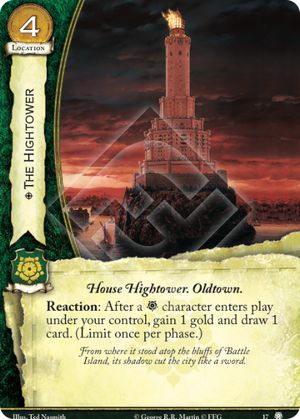 4
LOCATION
THE HIGHTOWER
House Hightower. Oldtown.
Reaction: After a character enters play
under your control, gain 1 gold and draw 1
card. (Limit once per phase.)
From where it stood atop the bluffs of Battle
Island, its shadow cut the city like a sword.
Illus. Ted Nasmith
© George R.R. Martin © FFG
17